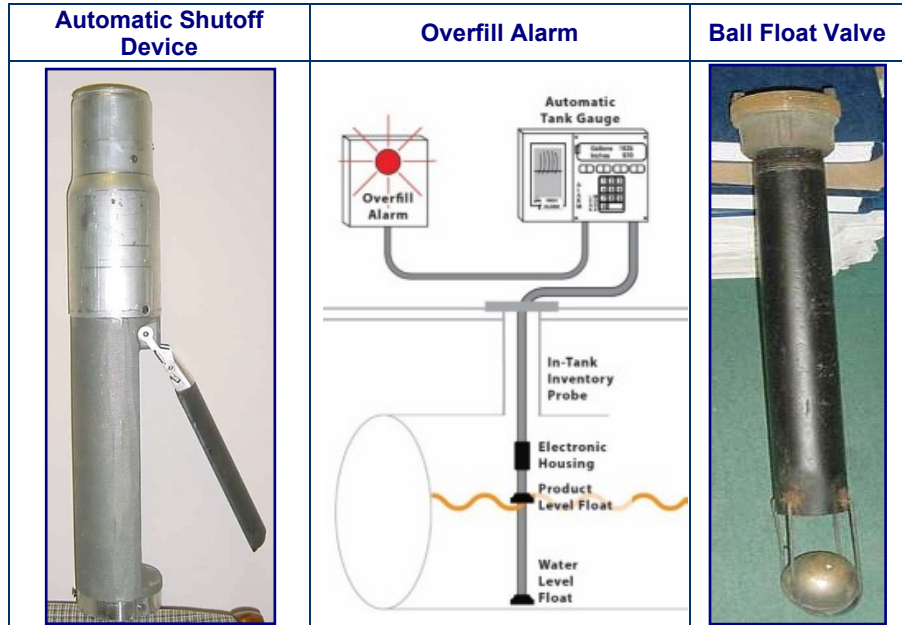 Automatic Shutoff
Device
Overfill Alarm
Ball Float Valve
Automatic
Tank Gauge
Overfill
Alarm
Gallons
Inches
ALARM
In-Tank
Inventory
Probe
Electronic
Housing
Product
Level Float
Water
Level
Float